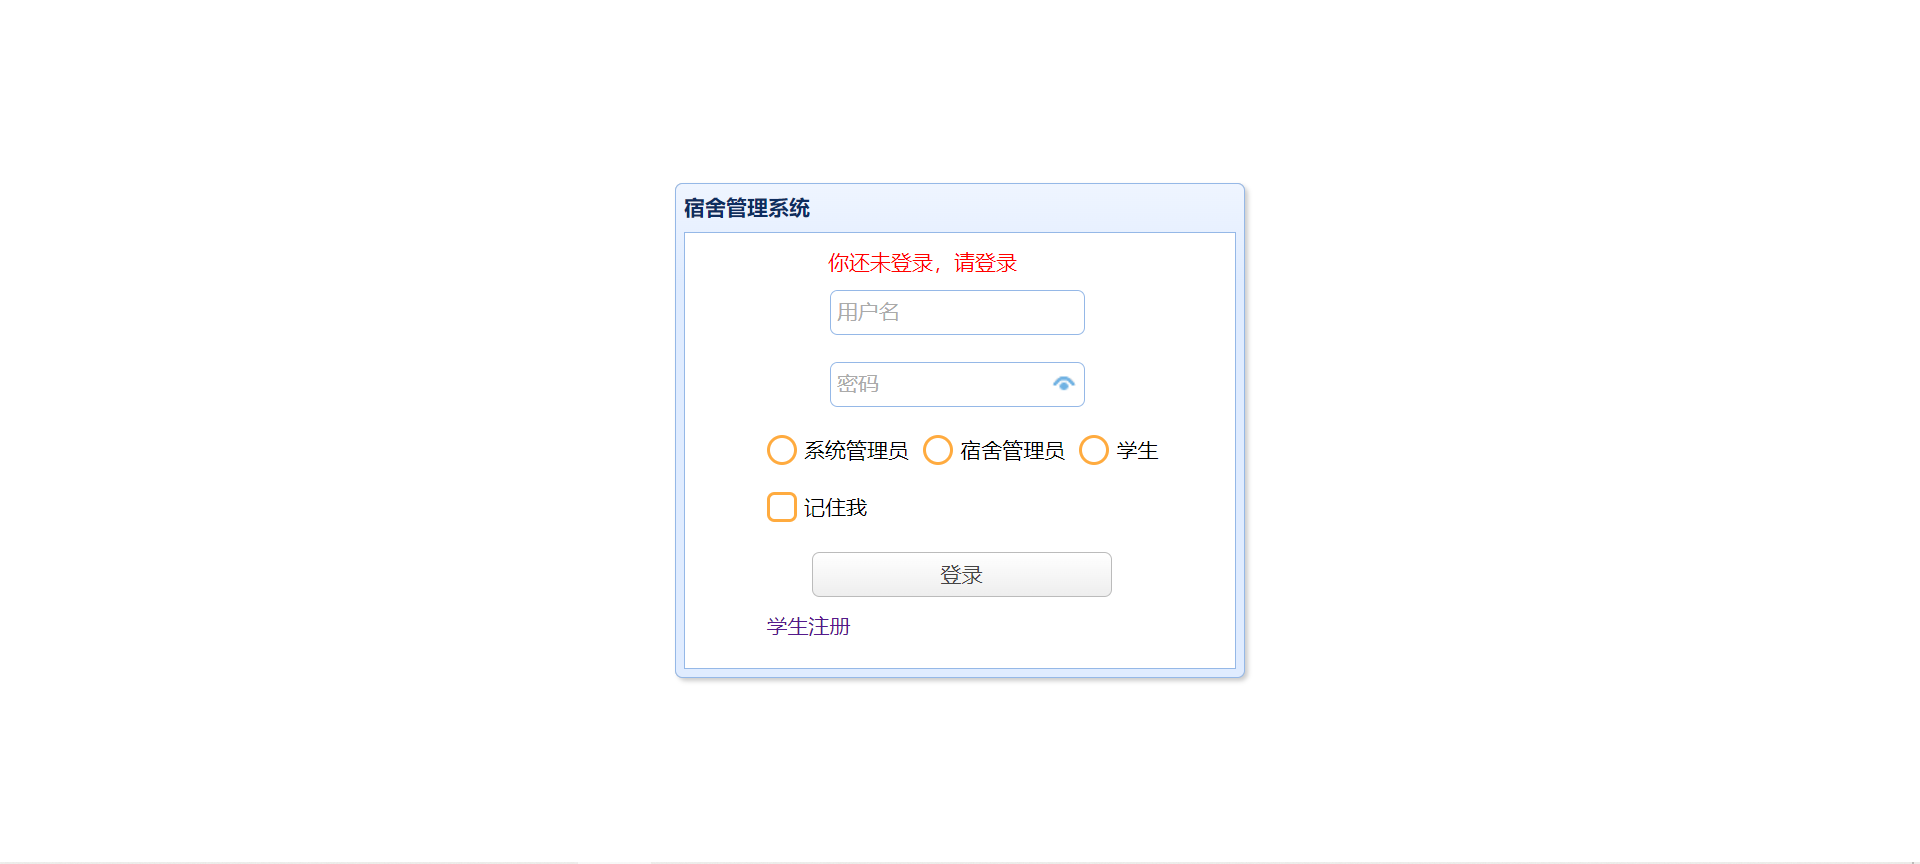 宿舍管理系统
你还未登录，请登录
用户名
密码
系统管理员 宿舍管理员 学生
记住我
登录
学生注册